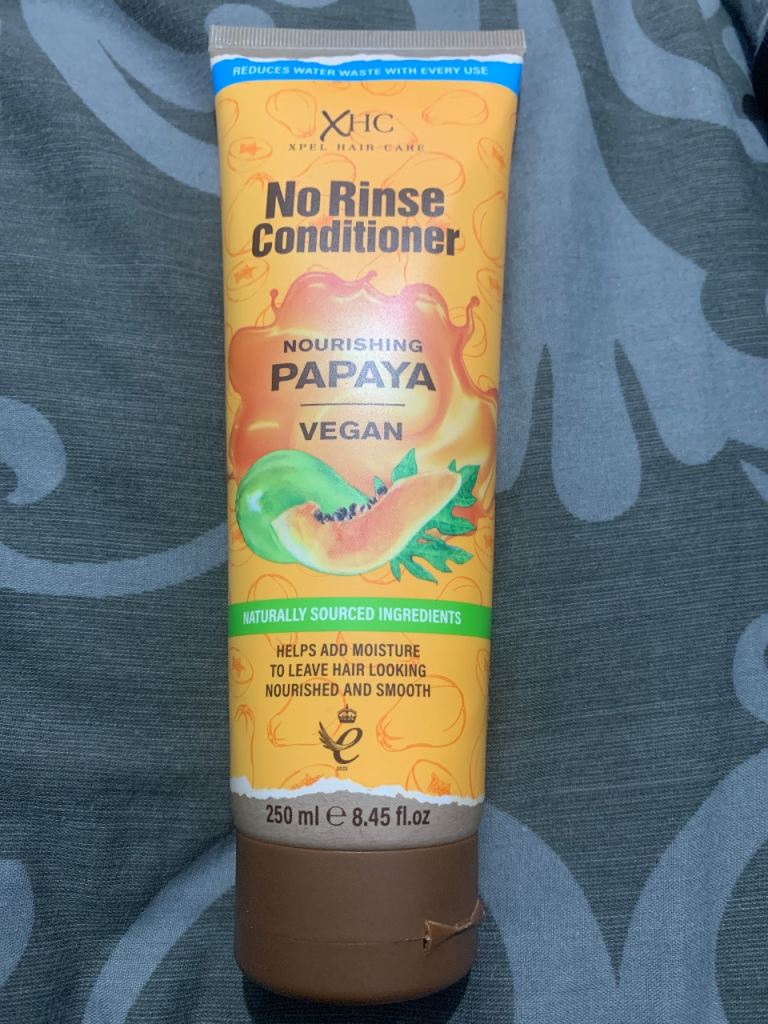 REDUCES WATER WASTE WITH EVERY USE
XHC
XPEL HAIR CARE
No Rinse
Conditioner
NOURISHING
PAPAYA
VEGAN
NATURALLY SOURCED INGREDIENTS
HELPS ADD MOISTURE
TO LEAVE HAIR LOOKING
NOURISHED AND SMOOTH
250 ml ℮ 8.45 fl.oz